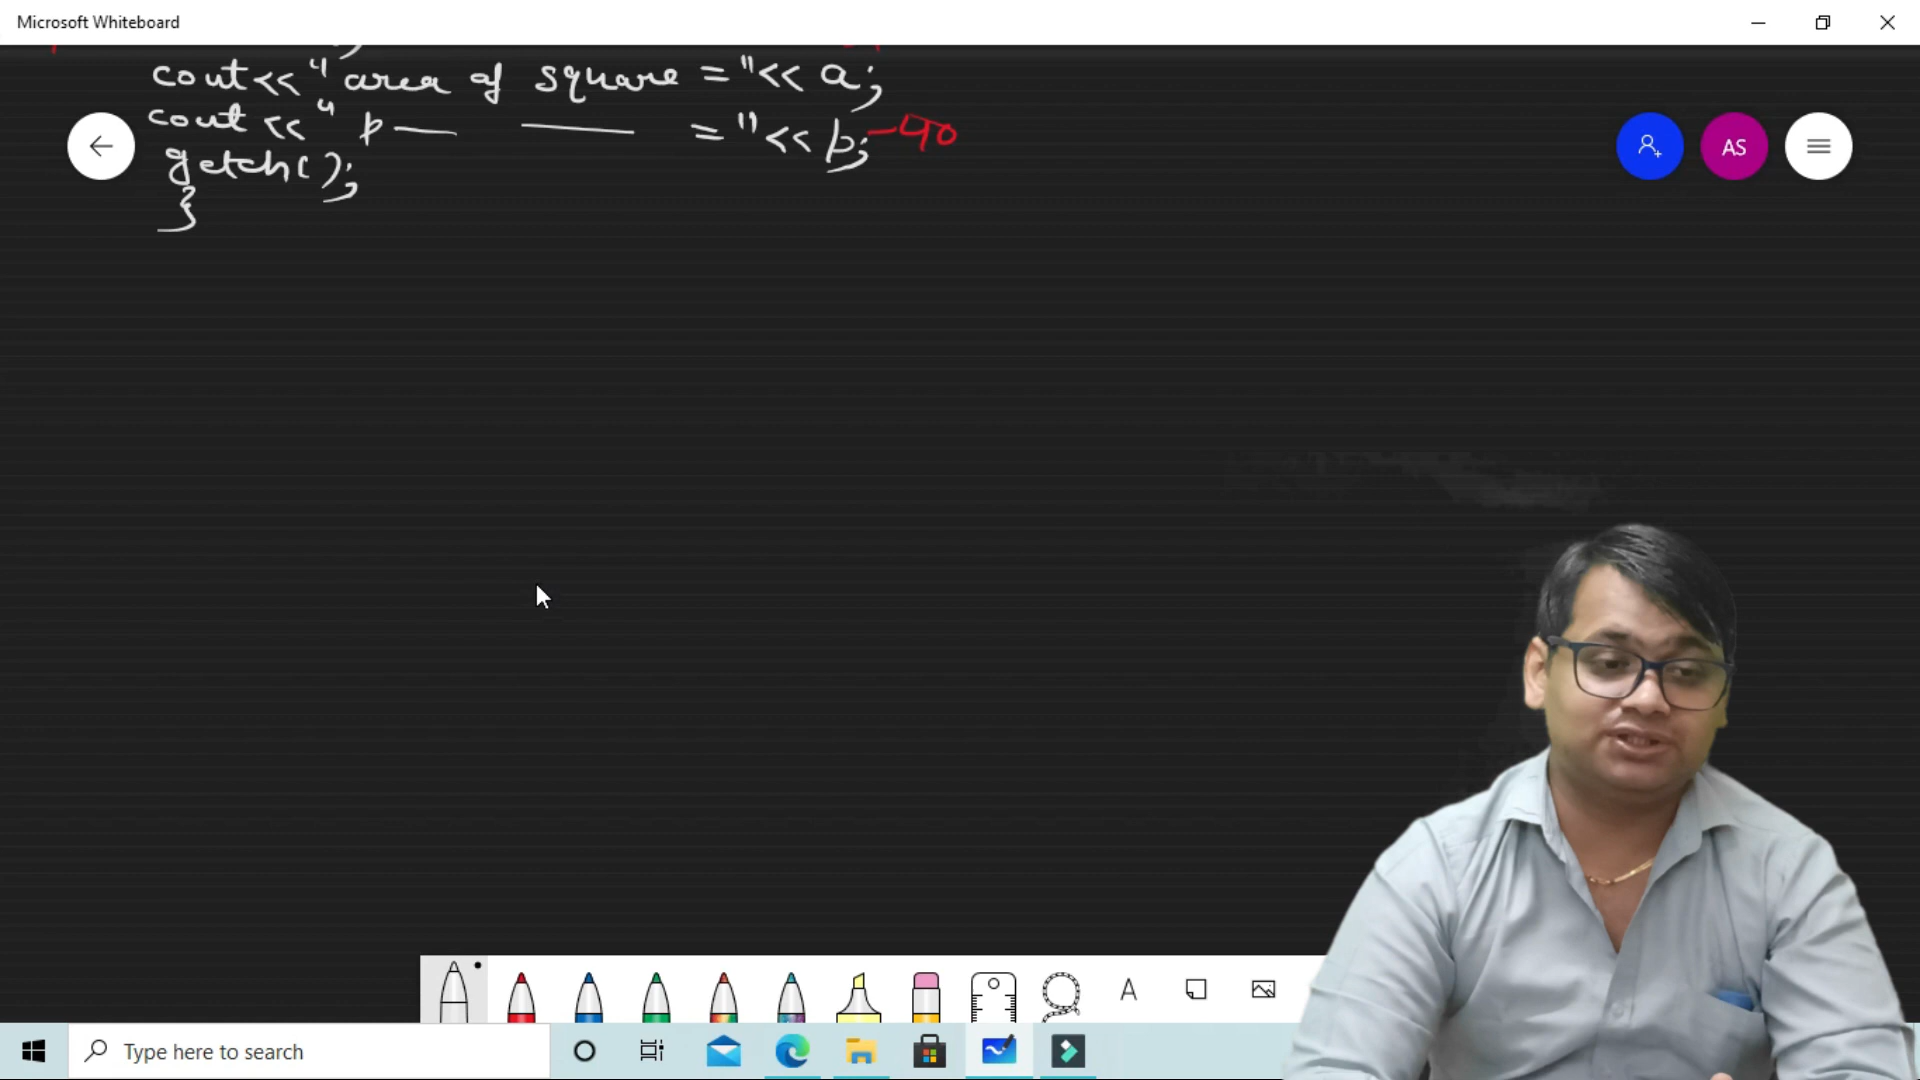 Microsoft Whiteboard
cout<<"area of square ="<<a;
cout<<"p— — ="<<p; -40
getch();
}
AS
A
Type here to search